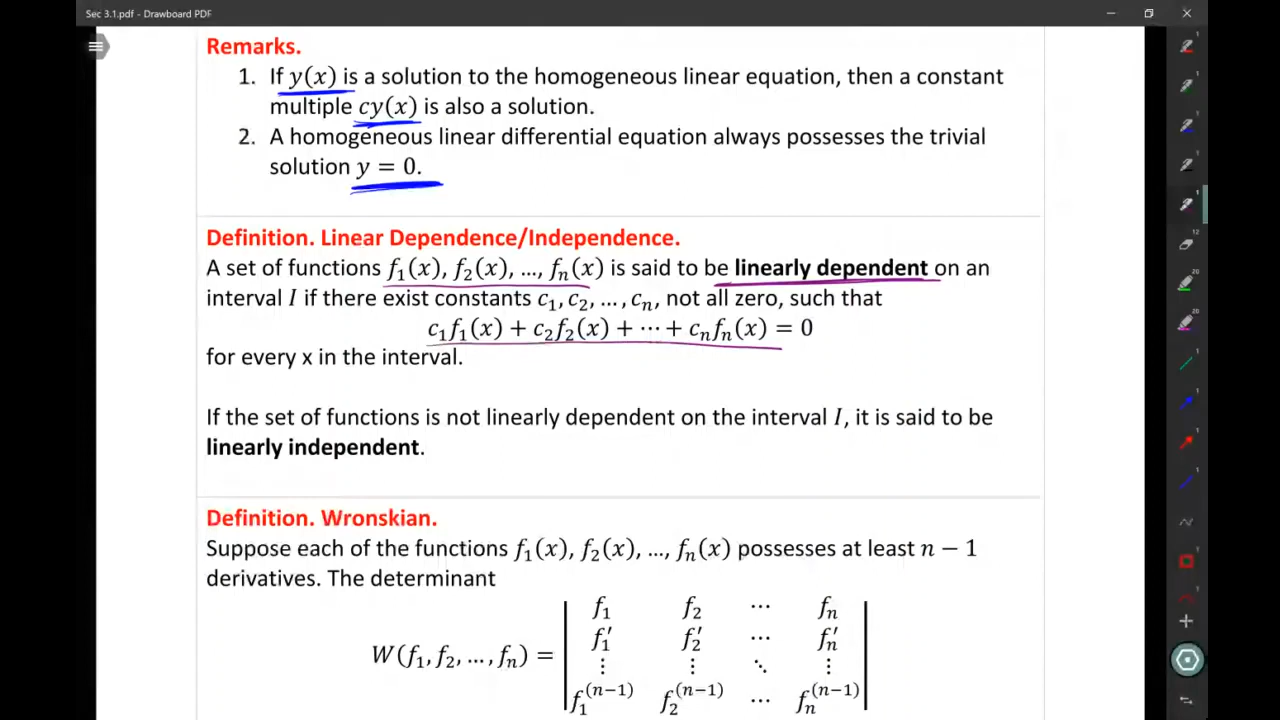 Sec 3.1.pdf - Drawboard PDF
Remarks.
1. If y(x) is a solution to the homogeneous linear equation, then a constant
multiple cy(x) is also a solution.
2. A homogeneous linear differential equation always possesses the trivial
solution y = 0.
Definition. Linear Dependence/Independence.
A set of functions f₁(x), f₂(x), ..., fₙ(x) is said to be linearly dependent on an
interval I if there exist constants c₁, c₂, ..., cₙ, not all zero, such that
c₁f₁(x) + c₂f₂(x) + ⋯ + cₙfₙ(x) = 0
for every x in the interval.
If the set of functions is not linearly dependent on the interval I, it is said to be
linearly independent.
Definition. Wronskian.
Suppose each of the functions f₁(x), f₂(x), ..., fₙ(x) possesses at least n − 1
derivatives. The determinant
f₁ f₂ ⋯ fₙ
f₁′ f₂′ ⋯ fₙ′
W(f₁, f₂, ..., fₙ) = ⋮ ⋮ ⋱ ⋮
f₁⁽ⁿ⁻¹⁾ f₂⁽ⁿ⁻¹⁾ ⋯ fₙ⁽ⁿ⁻¹⁾